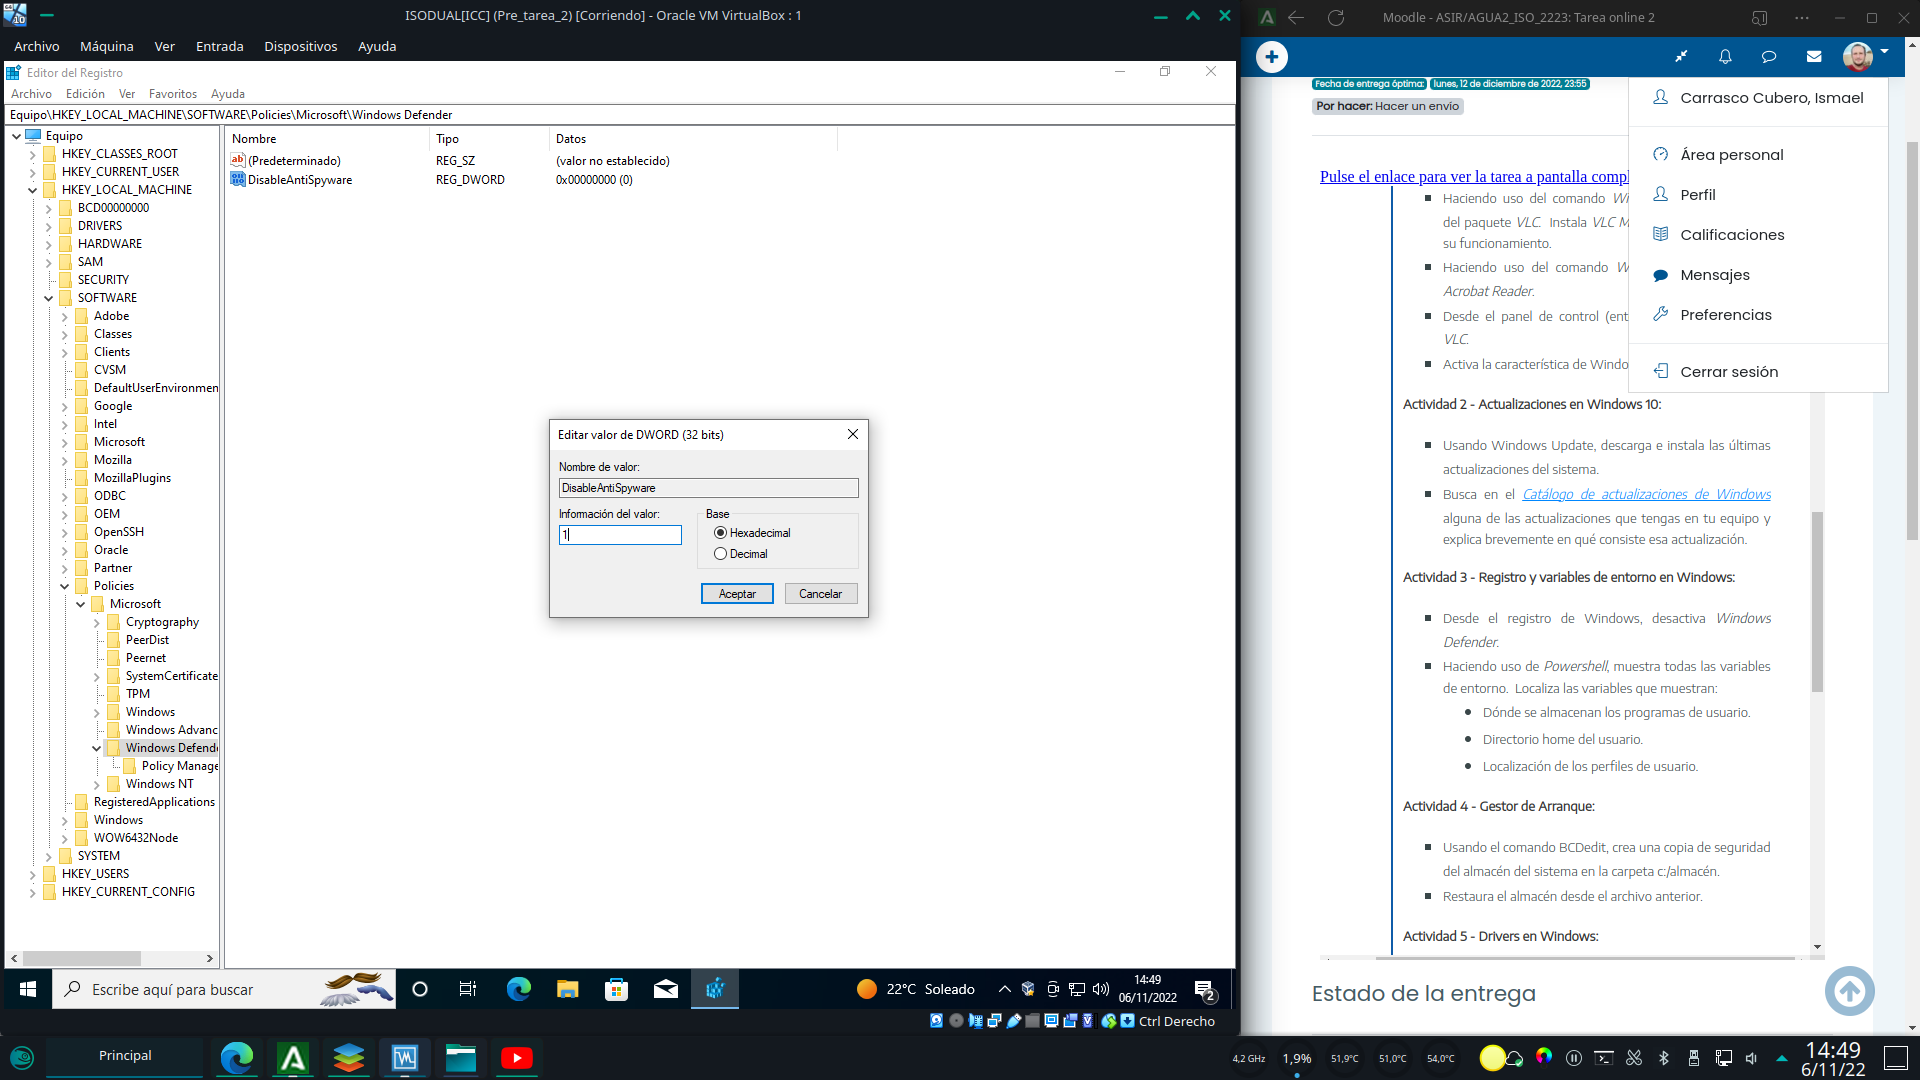 ISODUAL[ICC] (Pre_tarea_2) [Corriendo] - Oracle VM VirtualBox : 1
Archivo Máquina Ver Entrada Dispositivos Ayuda
Editor del Registro
Archivo Edición Ver Favoritos Ayuda
Equipo\HKEY_LOCAL_MACHINE\SOFTWARE\Policies\Microsoft\Windows Defender
Equipo
HKEY_CLASSES_ROOT
HKEY_CURRENT_USER
HKEY_LOCAL_MACHINE
BCD00000000
DRIVERS
HARDWARE
SAM
SECURITY
SOFTWARE
Adobe
Classes
Clients
CVSM
DefaultUserEnvironmen
Google
Intel
Microsoft
Mozilla
MozillaPlugins
ODBC
OEM
OpenSSH
Oracle
Partner
Policies
Microsoft
Cryptography
PeerDist
Peernet
SystemCertificate
TPM
Windows
Windows Advanc
Windows Defende
Policy Manage
Windows NT
RegisteredApplications
Windows
WOW6432Node
SYSTEM
HKEY_USERS
HKEY_CURRENT_CONFIG
Nombre Tipo Datos
(Predeterminado) REG_SZ (valor no establecido)
DisableAntiSpyware REG_DWORD 0x00000000 (0)
Editar valor de DWORD (32 bits)
Nombre de valor:
DisableAntiSpyware
Información del valor:
1
Base
Hexadecimal
Decimal
Aceptar Cancelar
Escribe aquí para buscar
22°C Soleado
14:49
06/11/2022
2
Ctrl Derecho
Moodle - ASIR/AGUA2_ISO_2223: Tarea online 2
Fecha de entrega óptima: lunes, 12 de diciembre de 2022, 23:55
Por hacer: Hacer un envío
Carrasco Cubero, Ismael
Área personal
Perfil
Calificaciones
Mensajes
Preferencias
Cerrar sesión
Pulse el enlace para ver la tarea a pantalla compl
Haciendo uso del comando Wi
del paquete VLC. Instala VLC M
su funcionamiento.
Haciendo uso del comando W
Acrobat Reader.
Desde el panel de control (ent
VLC.
Activa la característica de Windo
Actividad 2 - Actualizaciones en Windows 10:
Usando Windows Update, descarga e instala las últimas
actualizaciones del sistema.
Busca en el Catálogo de actualizaciones de Windows
alguna de las actualizaciones que tengas en tu equipo y
explica brevemente en qué consiste esa actualización.
Actividad 3 - Registro y variables de entorno en Windows:
Desde el registro de Windows, desactiva Windows
Defender.
Haciendo uso de Powershell, muestra todas las variables
de entorno. Localiza las variables que muestran:
Dónde se almacenan los programas de usuario.
Directorio home del usuario.
Localización de los perfiles de usuario.
Actividad 4 - Gestor de Arranque:
Usando el comando BCDedit, crea una copia de seguridad
del almacén del sistema en la carpeta c:/almacén.
Restaura el almacén desde el archivo anterior.
Actividad 5 - Drivers en Windows:
Estado de la entrega
Principal
4,2 GHz 1,9% 51,9°C 51,0°C 54,0°C
14:49
6/11/22